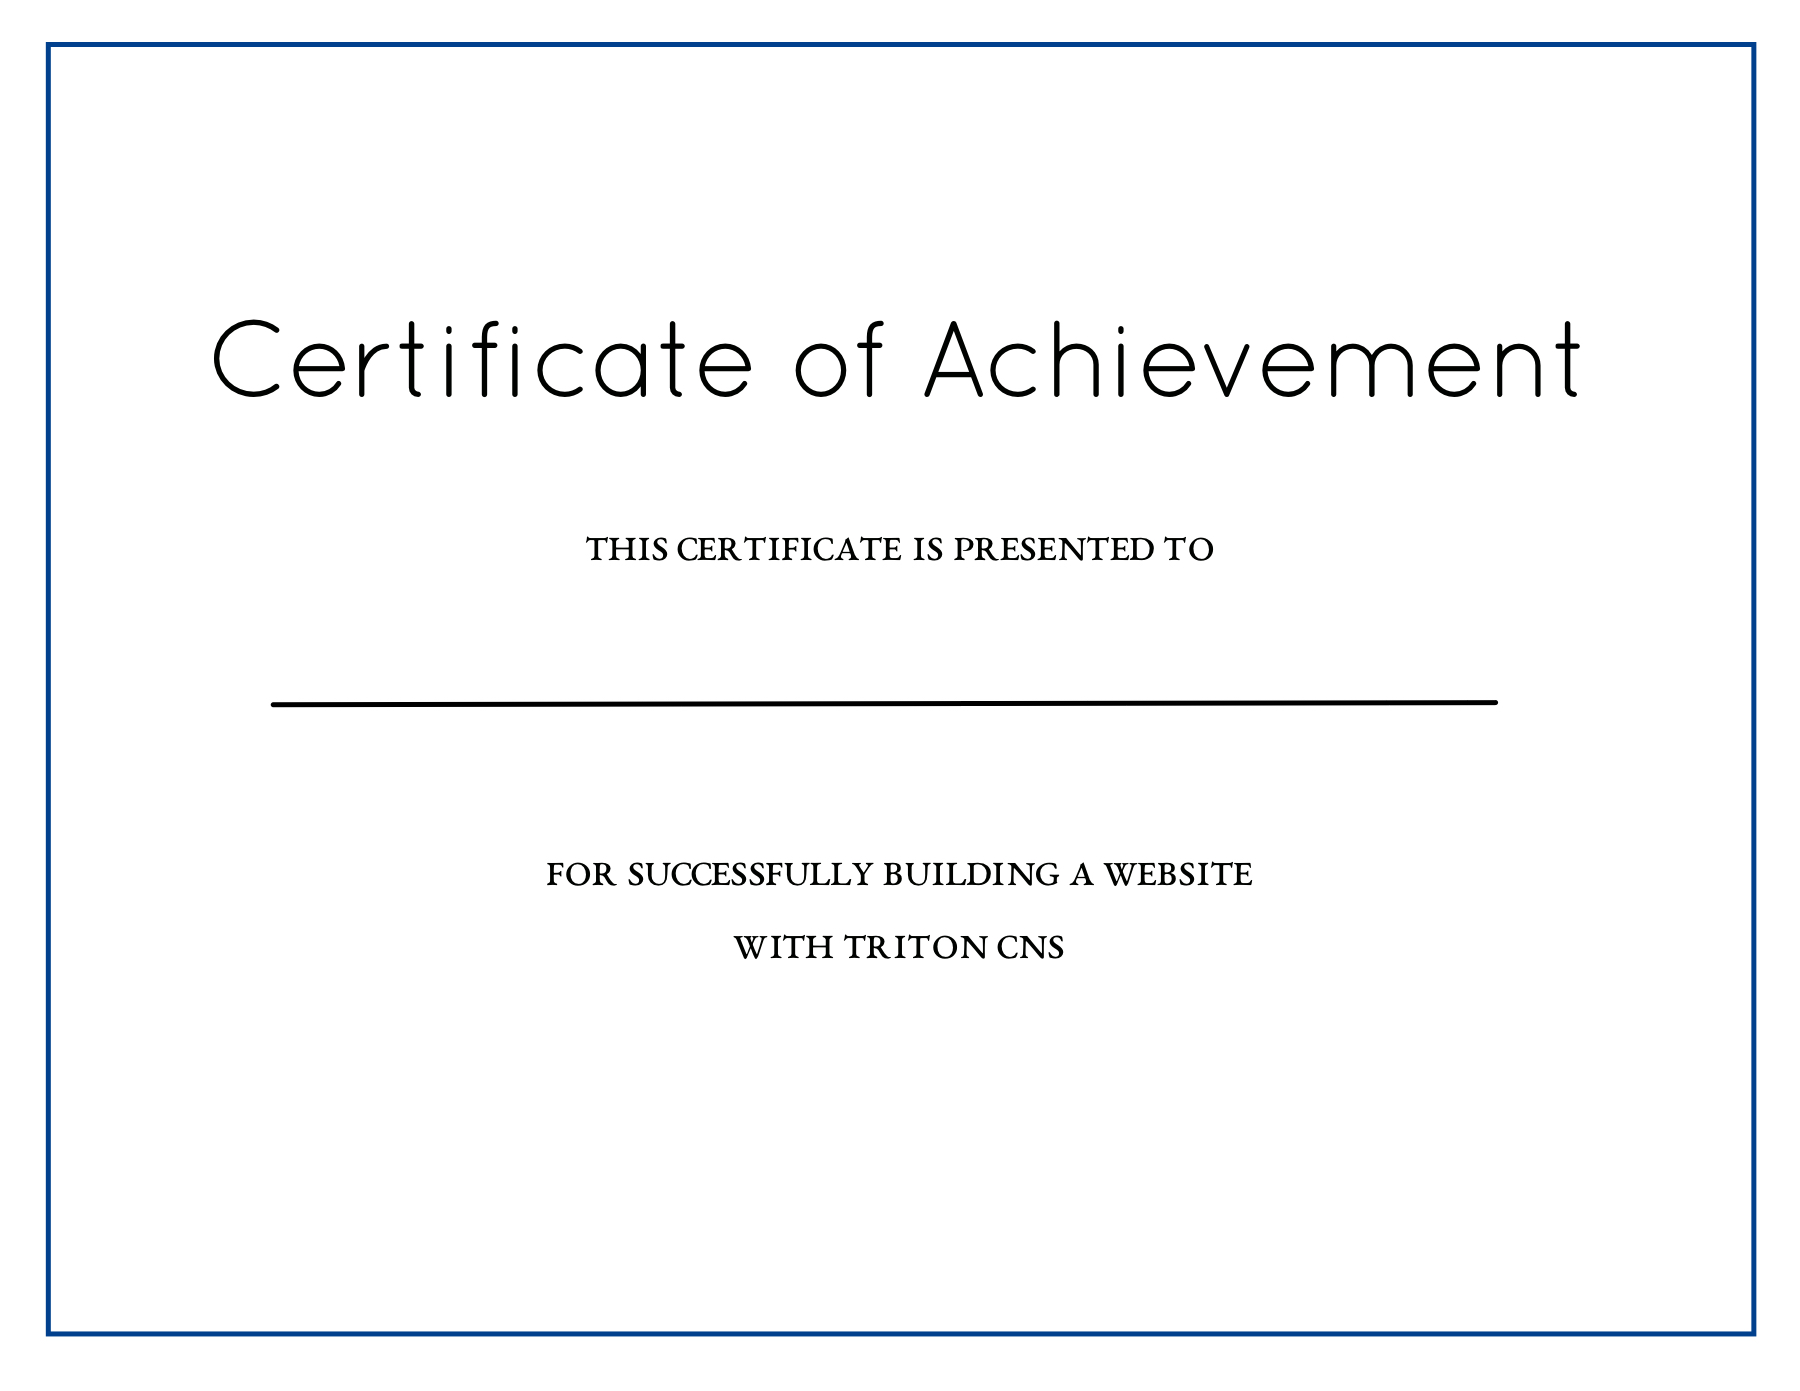 Certificate of Achievement
THIS CERTIFICATE IS PRESENTED TO
FOR SUCCESSFULLY BUILDING A WEBSITE
WITH TRITON CNS